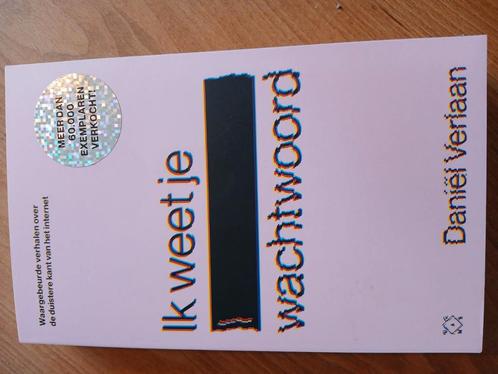 Waargebeurde verhalen over
de duistere kant van het internet
MEER DAN
60.000
EXEMPLAREN
VERKOCHT!
Ik weet je
wachtwoord
Daniël Verlaan